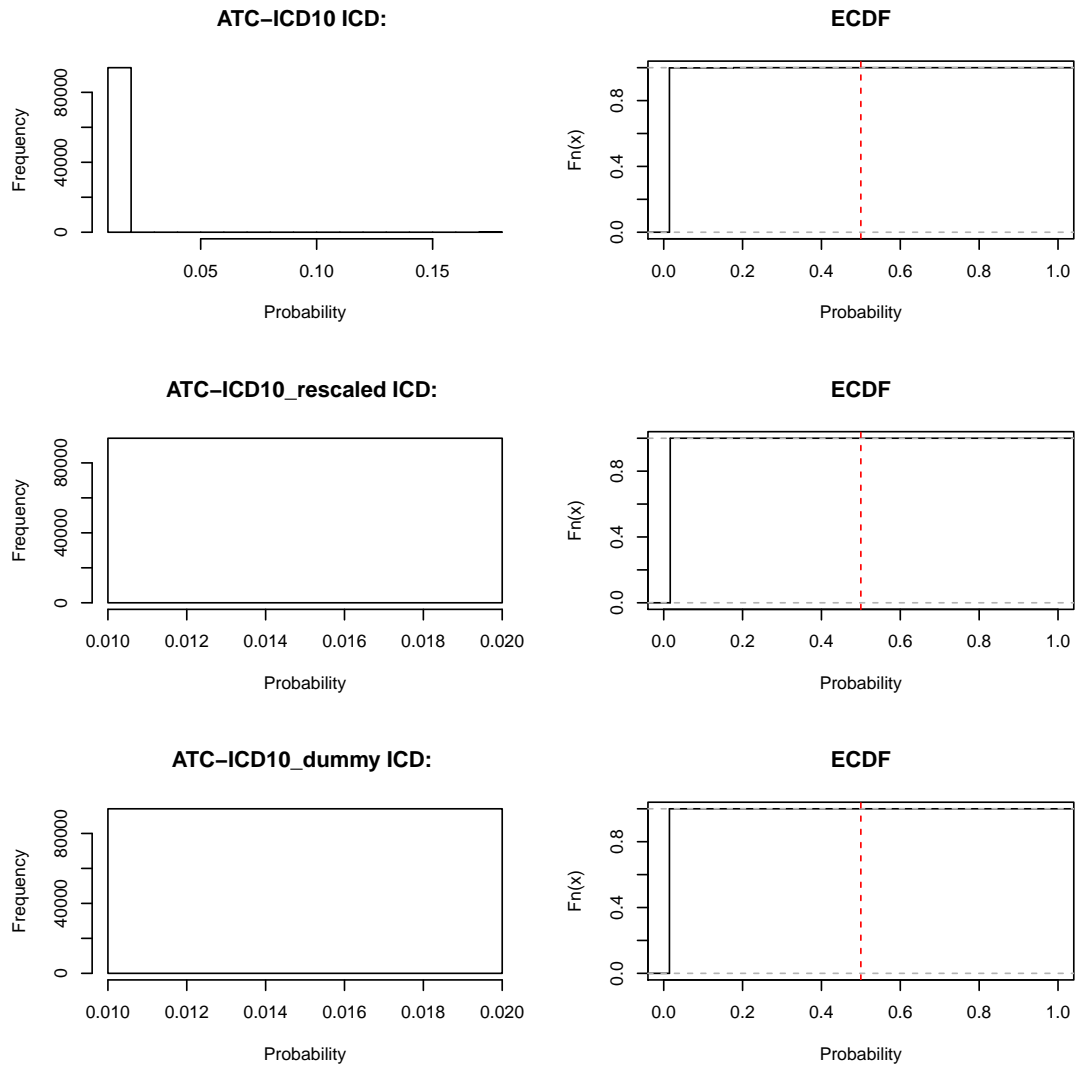 ATC−ICD10 ICD:
Frequency
0
40000
80000
0.05 0.10 0.15
Probability
ECDF
Fn(x)
0.0
0.4
0.8
0.0 0.2 0.4 0.6 0.8 1.0
Probability
ATC−ICD10_rescaled ICD:
Frequency
0
40000
80000
0.010 0.012 0.014 0.016 0.018 0.020
Probability
ECDF
Fn(x)
0.0
0.4
0.8
0.0 0.2 0.4 0.6 0.8 1.0
Probability
ATC−ICD10_dummy ICD:
Frequency
0
40000
80000
0.010 0.012 0.014 0.016 0.018 0.020
Probability
ECDF
Fn(x)
0.0
0.4
0.8
0.0 0.2 0.4 0.6 0.8 1.0
Probability